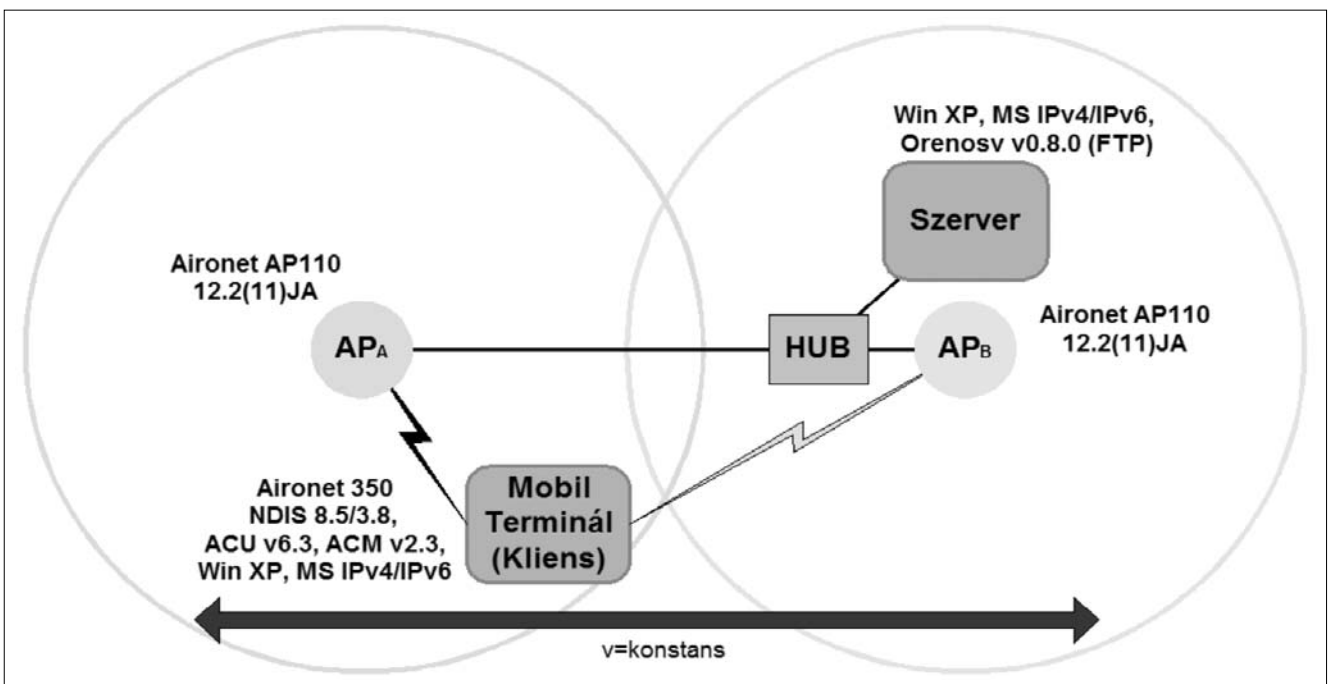 Win XP, MS IPv4/IPv6,
Orenosv v0.8.0 (FTP)
Szerver
Aironet AP110
12.2(11)JA
APA
HUB
APB
Aironet AP110
12.2(11)JA
Aironet 350
NDIS 8.5/3.8,
ACU v6.3, ACM v2.3,
Win XP, MS IPv4/IPv6
Mobil
Terminál
(Kliens)
v=konstans